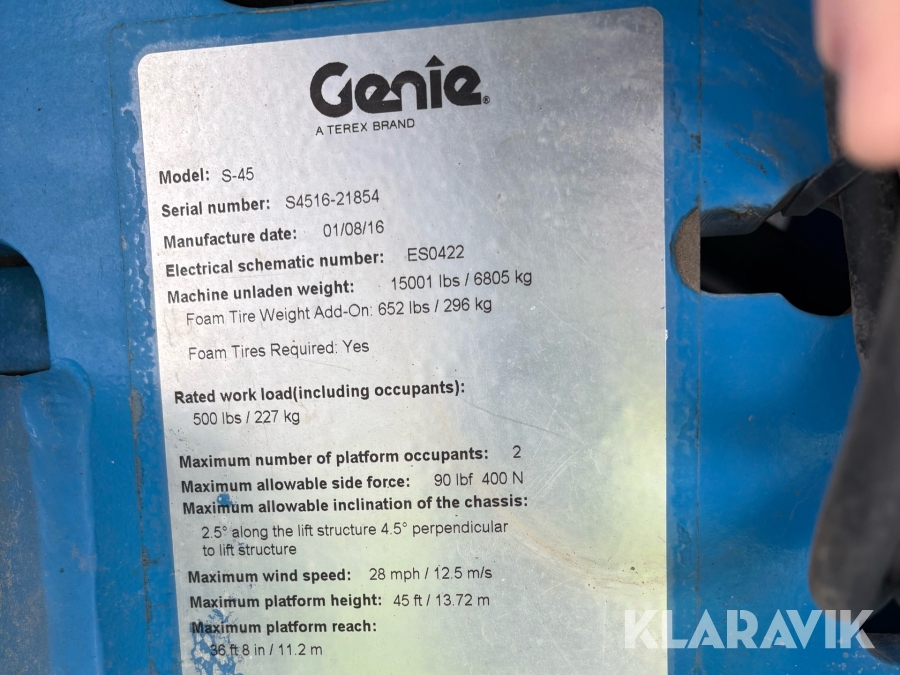 Genie®
A TEREX BRAND
Model: S-45
Serial number: S4516-21854
Manufacture date: 01/08/16
Electrical schematic number: ES0422
Machine unladen weight: 15001 lbs / 6805 kg
Foam Tire Weight Add-On: 652 lbs / 296 kg
Foam Tires Required: Yes
Rated work load(including occupants):
500 lbs / 227 kg
Maximum number of platform occupants: 2
Maximum allowable side force: 90 lbf 400 N
Maximum allowable inclination of the chassis:
2.5° along the lift structure 4.5° perpendicular
to lift structure
Maximum wind speed: 28 mph / 12.5 m/s
Maximum platform height: 45 ft / 13.72 m
Maximum platform reach:
36 ft 8 in / 11.2 m
KLARAVIK